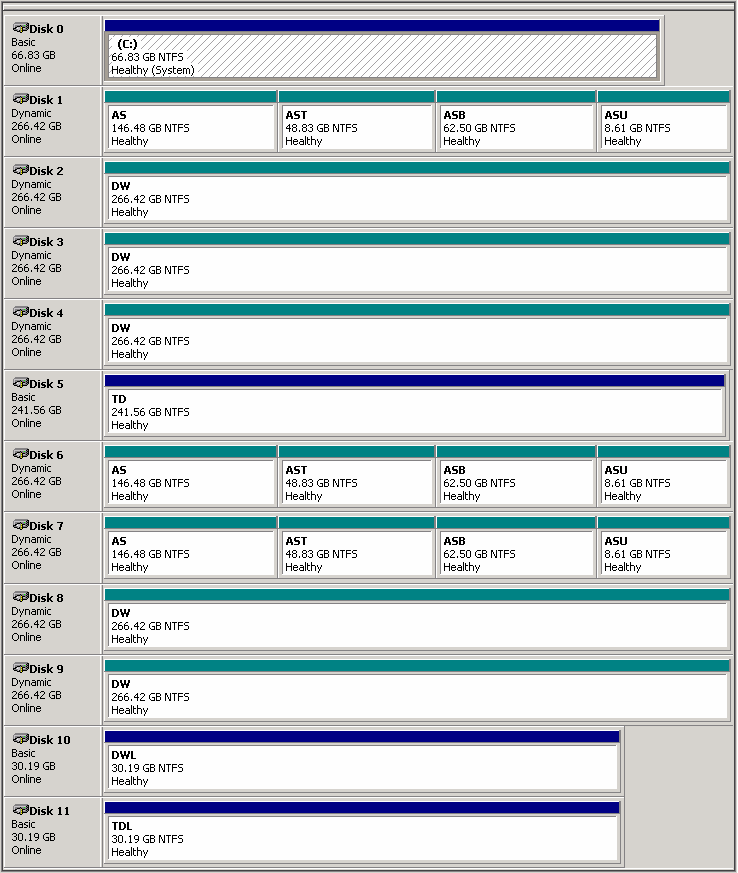 Disk 0
Basic
66.83 GB
Online
(C:)
66.83 GB NTFS
Healthy (System)
Disk 1
Dynamic
266.42 GB
Online
AS
146.48 GB NTFS
Healthy
AST
48.83 GB NTFS
Healthy
ASB
62.50 GB NTFS
Healthy
ASU
8.61 GB NTFS
Healthy
Disk 2
Dynamic
266.42 GB
Online
DW
266.42 GB NTFS
Healthy
Disk 3
Dynamic
266.42 GB
Online
DW
266.42 GB NTFS
Healthy
Disk 4
Dynamic
266.42 GB
Online
DW
266.42 GB NTFS
Healthy
Disk 5
Basic
241.56 GB
Online
TD
241.56 GB NTFS
Healthy
Disk 6
Dynamic
266.42 GB
Online
AS
146.48 GB NTFS
Healthy
AST
48.83 GB NTFS
Healthy
ASB
62.50 GB NTFS
Healthy
ASU
8.61 GB NTFS
Healthy
Disk 7
Dynamic
266.42 GB
Online
AS
146.48 GB NTFS
Healthy
AST
48.83 GB NTFS
Healthy
ASB
62.50 GB NTFS
Healthy
ASU
8.61 GB NTFS
Healthy
Disk 8
Dynamic
266.42 GB
Online
DW
266.42 GB NTFS
Healthy
Disk 9
Dynamic
266.42 GB
Online
DW
266.42 GB NTFS
Healthy
Disk 10
Basic
30.19 GB
Online
DWL
30.19 GB NTFS
Healthy
Disk 11
Basic
30.19 GB
Online
TDL
30.19 GB NTFS
Healthy